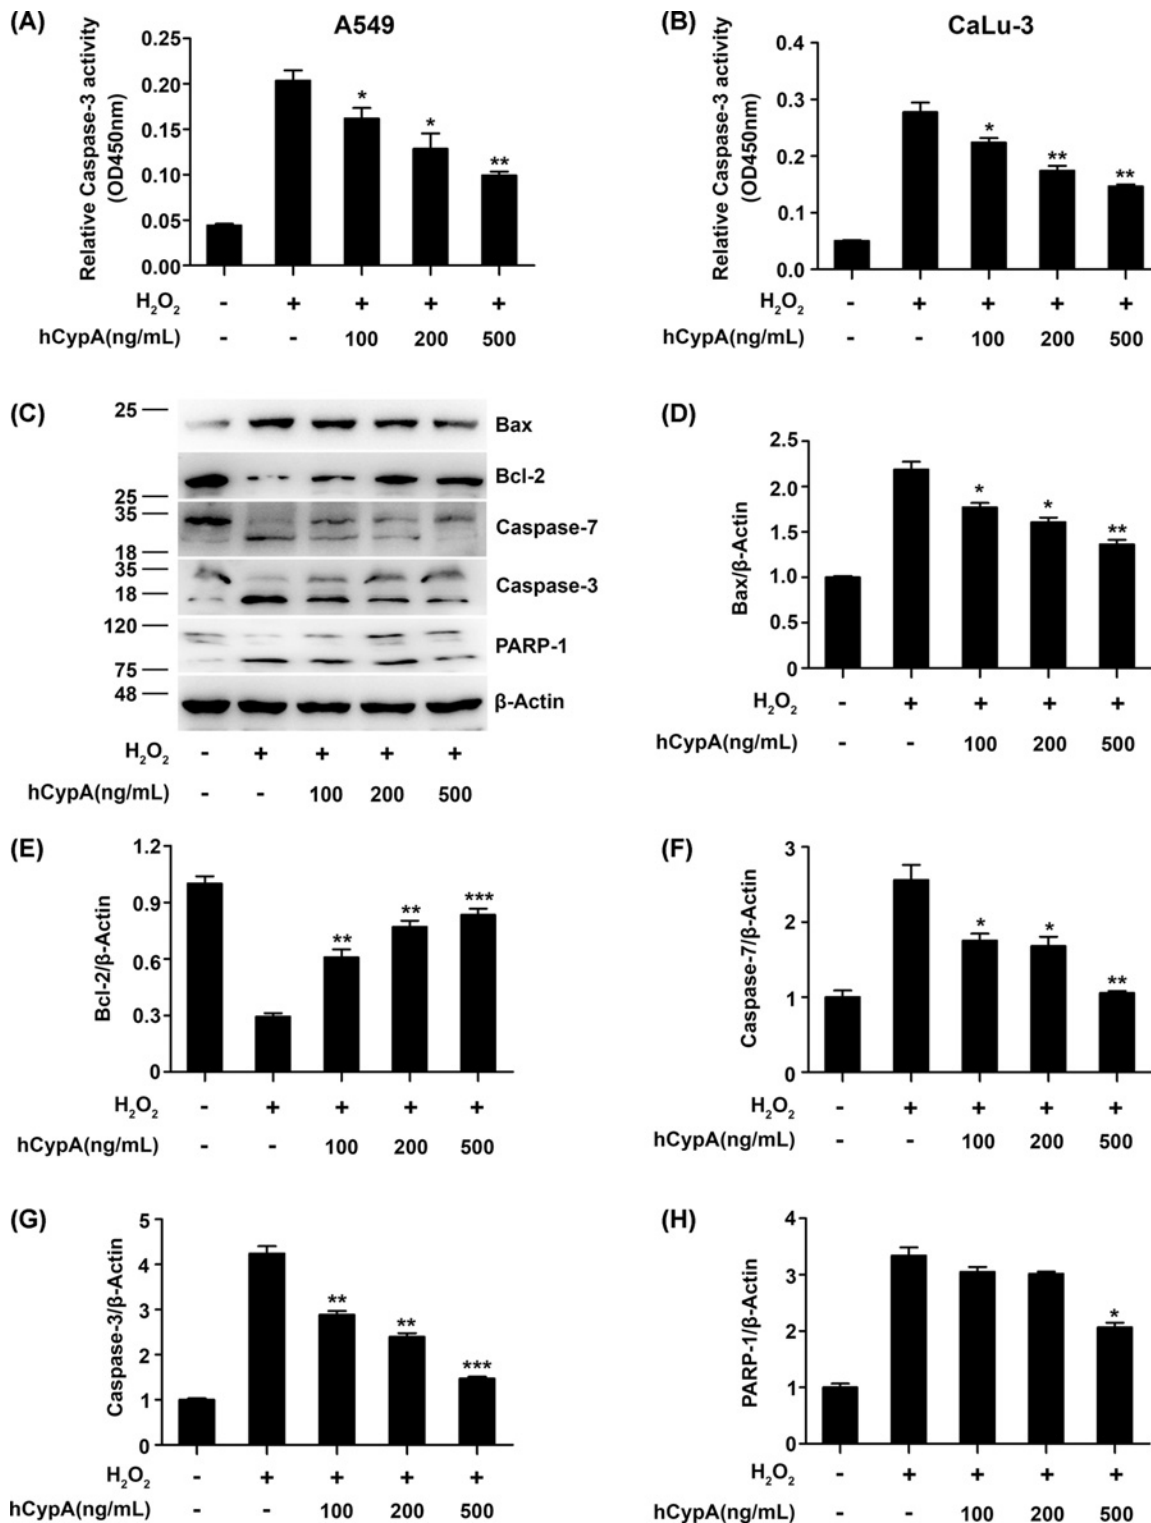 (A)
A549
Relative Caspase-3 activity
(OD450nm)
0.25
0.20
0.15
0.10
0.05
0.00
* * **
H₂O₂ - + + + +
hCypA(ng/mL) - - 100 200 500
(B)
CaLu-3
Relative Caspase-3 activity
(OD450nm)
0.4
0.3
0.2
0.1
0.0
* ** **
H₂O₂ - + + + +
hCypA(ng/mL) - - 100 200 500
(C)
25
Bax
Bcl-2
25
35
Caspase-7
18
35
Caspase-3
18
120
PARP-1
75
48
β-Actin
H₂O₂ - + + + +
hCypA(ng/mL) - - 100 200 500
(D)
Bax/β-Actin
2.5
2.0
1.5
1.0
0.5
0
* * **
H₂O₂ - + + + +
hCypA(ng/mL) - - 100 200 500
(E)
Bcl-2/β-Actin
1.2
0.9
0.6
0.3
0
** ** ***
H₂O₂ - + + + +
hCypA(ng/mL) - - 100 200 500
(F)
Caspase-7/β-Actin
3
2
1
0
* * **
H₂O₂ - + + + +
hCypA(ng/mL) - - 100 200 500
(G)
Caspase-3/β-Actin
5
4
3
2
1
0
** ** ***
H₂O₂ - + + + +
hCypA(ng/mL) - - 100 200 500
(H)
PARP-1/β-Actin
4
3
2
1
0
*
H₂O₂ - + + + +
hCypA(ng/mL) - - 100 200 500